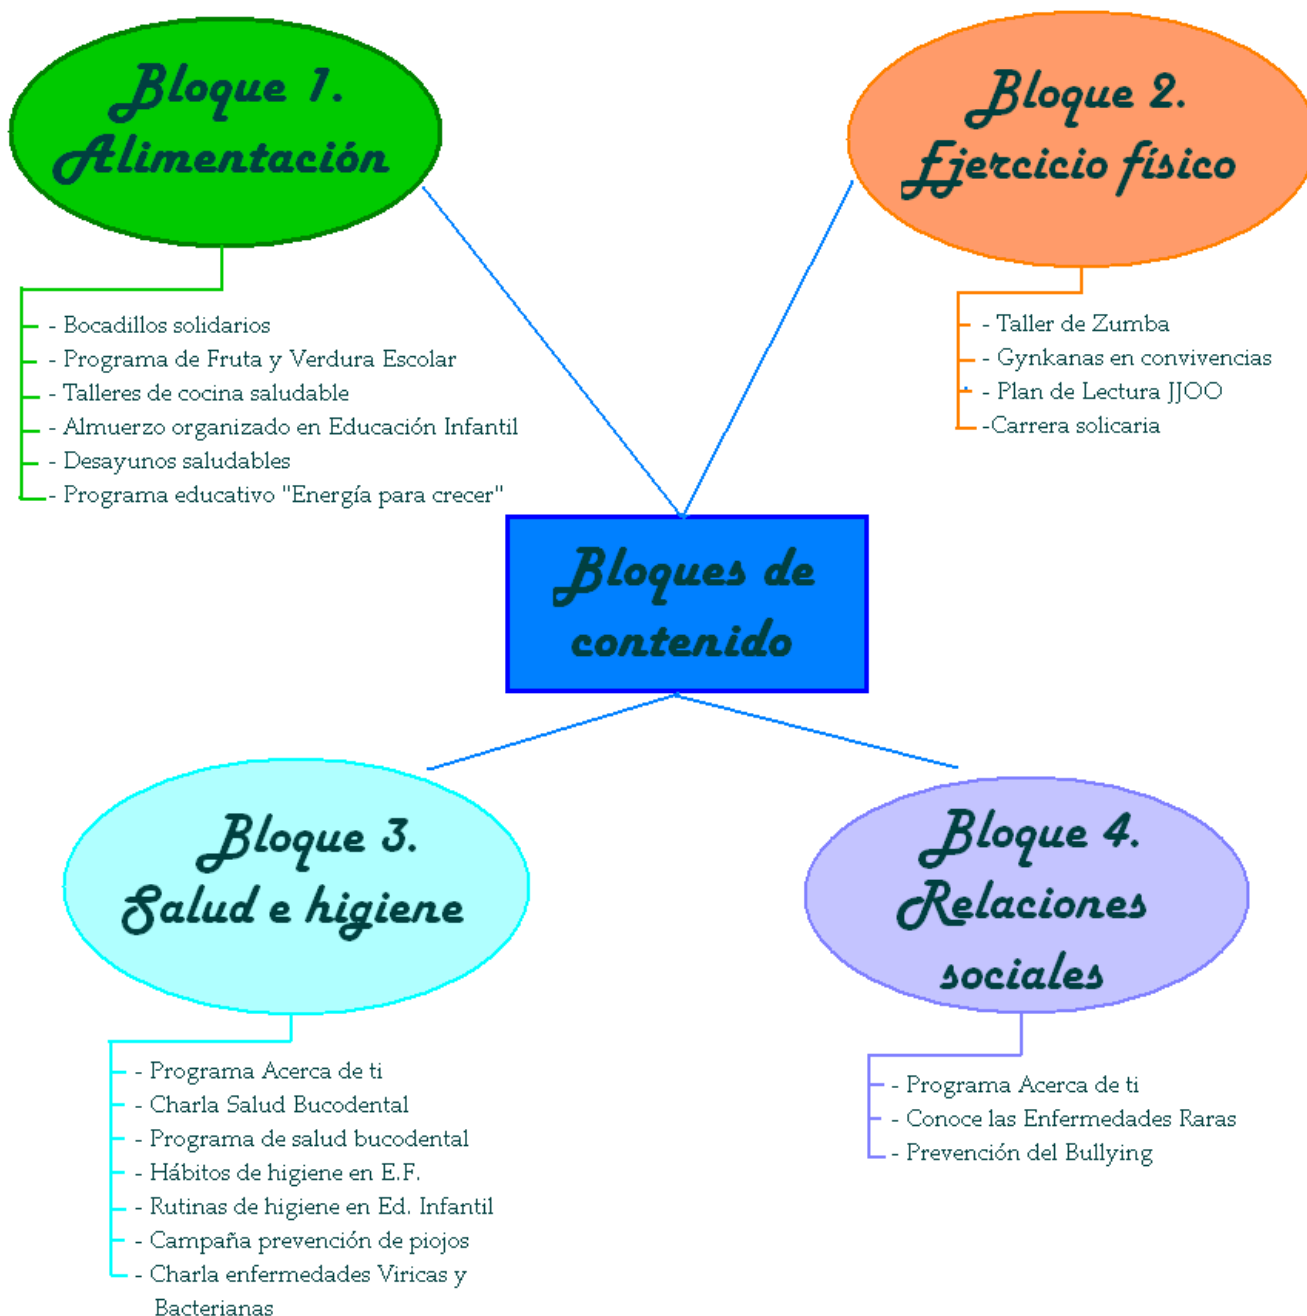 Bloque 1.
Alimentación
- Bocadillos solidarios
- Programa de Fruta y Verdura Escolar
- Talleres de cocina saludable
- Almuerzo organizado en Educación Infantil
- Desayunos saludables
- Programa educativo "Energía para crecer"
Bloque 2.
Ejercicio físico
- Taller de Zumba
- Gynkanas en convivencias
- Plan de Lectura JJOO
-Carrera solicaria
Bloques de
contenido
Bloque 3.
Salud e higiene
- Programa Acerca de ti
- Charla Salud Bucodental
- Programa de salud bucodental
- Hábitos de higiene en E.F.
- Rutinas de higiene en Ed. Infantil
- Campaña prevención de piojos
- Charla enfermedades Viricas y
Bacterianas
Bloque 4.
Relaciones
sociales
- Programa Acerca de ti
- Conoce las Enfermedades Raras
- Prevención del Bullying